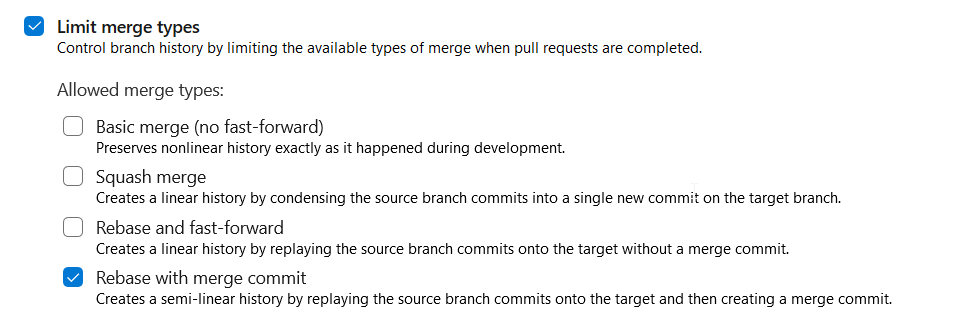 Limit merge types
Control branch history by limiting the available types of merge when pull requests are completed.
Allowed merge types:
Basic merge (no fast-forward)
Preserves nonlinear history exactly as it happened during development.
Squash merge
Creates a linear history by condensing the source branch commits into a single new commit on the target branch.
Rebase and fast-forward
Creates a linear history by replaying the source branch commits onto the target without a merge commit.
Rebase with merge commit
Creates a semi-linear history by replaying the source branch commits onto the target and then creating a merge commit.